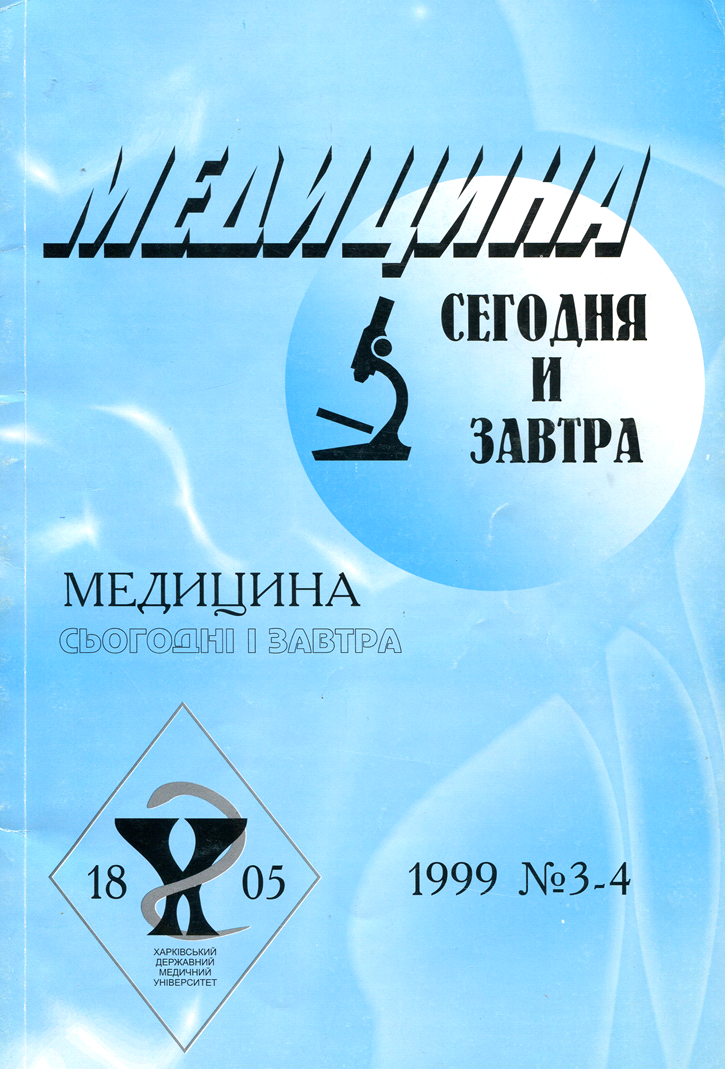 МЕДИЦИНА
СЕГОДНЯ
И
ЗАВТРА
МЕДИЦИНА
СЬОГОДНІ І ЗАВТРА
18 05
ХАРКІВСЬКИЙ
ДЕРЖАВНИЙ
МЕДИЧНИЙ
УНІВЕРСИТЕТ
1999 №3-4